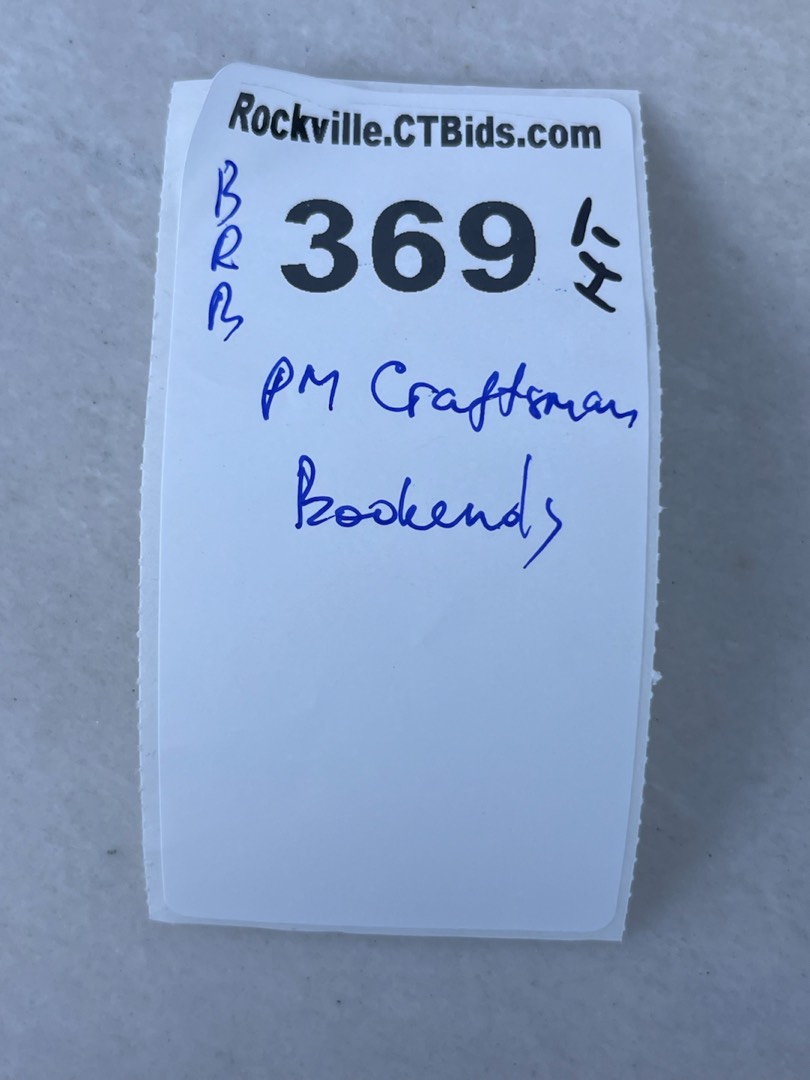 Rockville.CTBids.com
B
R
B
369
PM Craftsman
Bookends